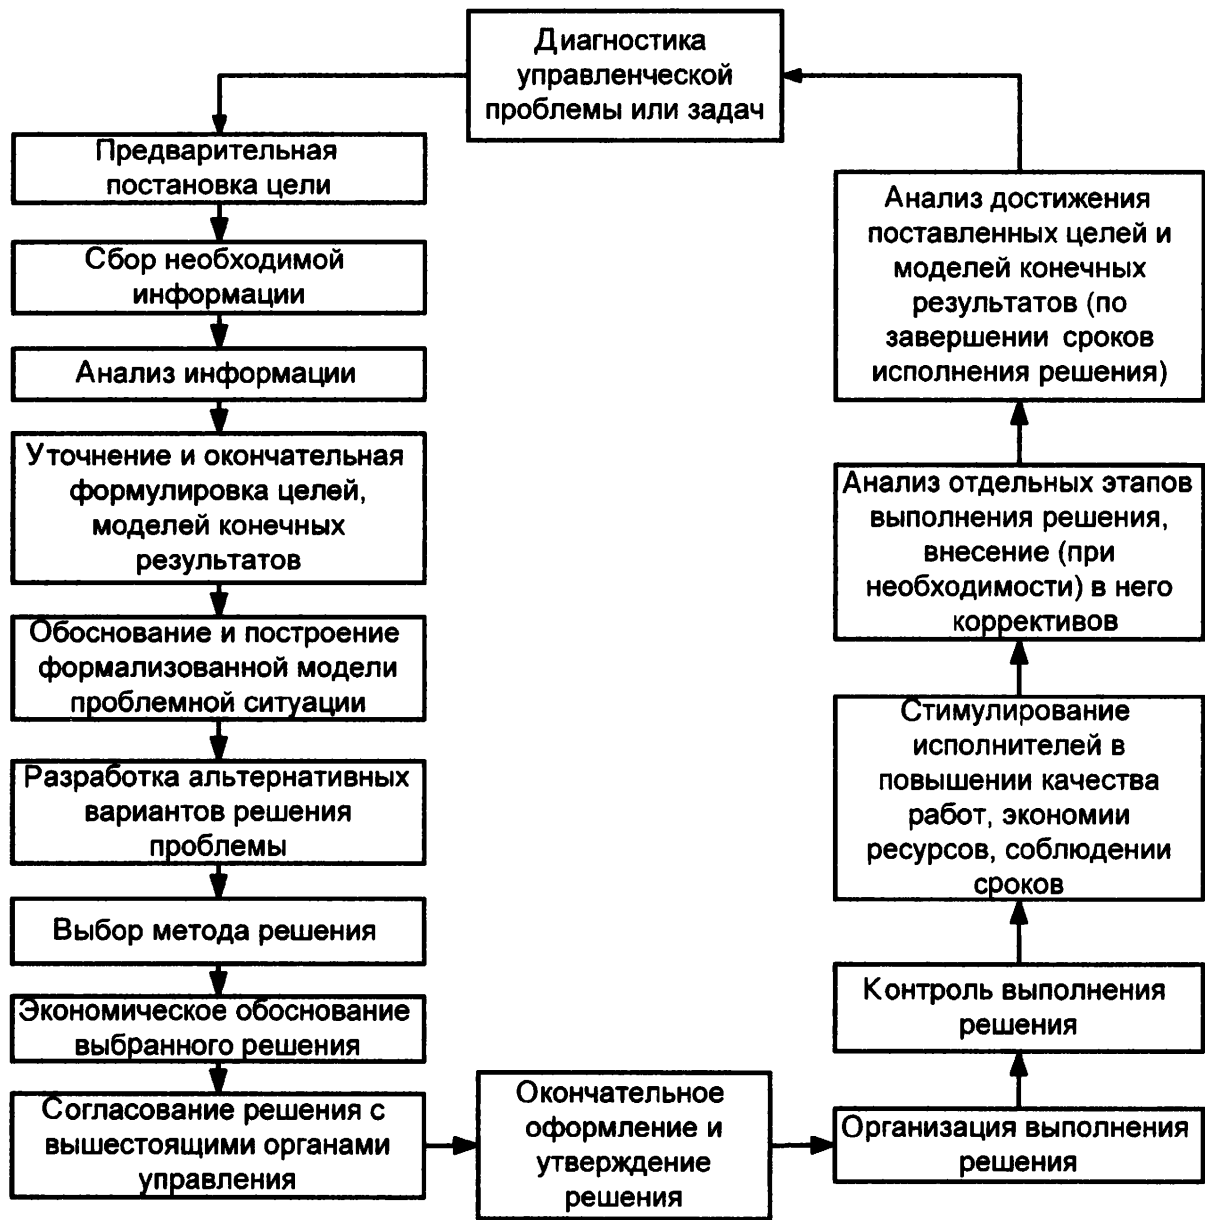 Диагностика
управленческой
проблемы или задач
Предварительная
постановка цели
Сбор необходимой
информации
Анализ информации
Уточнение и окончательная
формулировка целей,
моделей конечных
результатов
Обоснование и построение
формализованной модели
проблемной ситуации
Разработка альтернативных
вариантов решения
проблемы
Выбор метода решения
Экономическое обоснование
выбранного решения
Согласование решения с
вышестоящими органами
управления
Окончательное
оформление и
утверждение
решения
Организация выполнения
решения
Контроль выполнения
решения
Стимулирование
исполнителей в
повышении качества
работ, экономии
ресурсов, соблюдении
сроков
Анализ отдельных этапов
выполнения решения,
внесение (при
необходимости) в него
коррективов
Анализ достижения
поставленных целей и
моделей конечных
результатов (по
завершении сроков
исполнения решения)